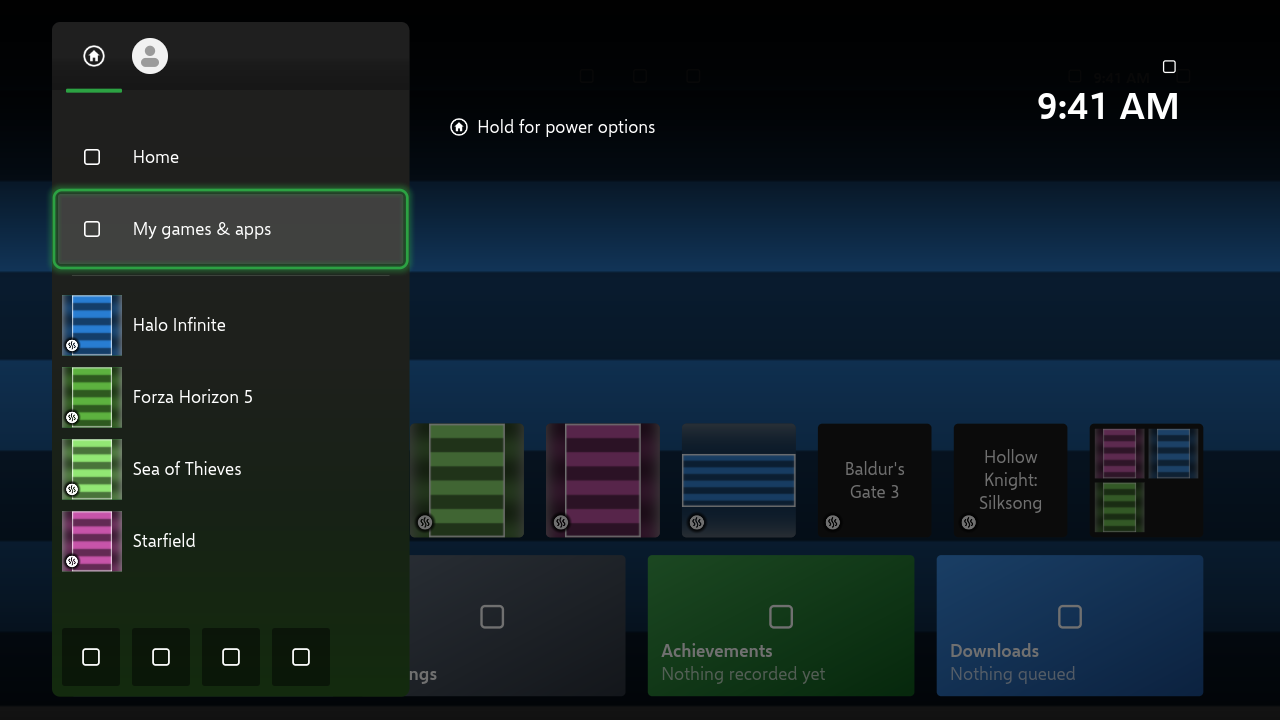 9:41 AM
Hold for power options
Home
My games & apps
Halo Infinite
Forza Horizon 5
Sea of Thieves
Starfield
Baldur's
Gate 3
Hollow
Knight:
Silksong
ngs
Achievements
Nothing recorded yet
Downloads
Nothing queued